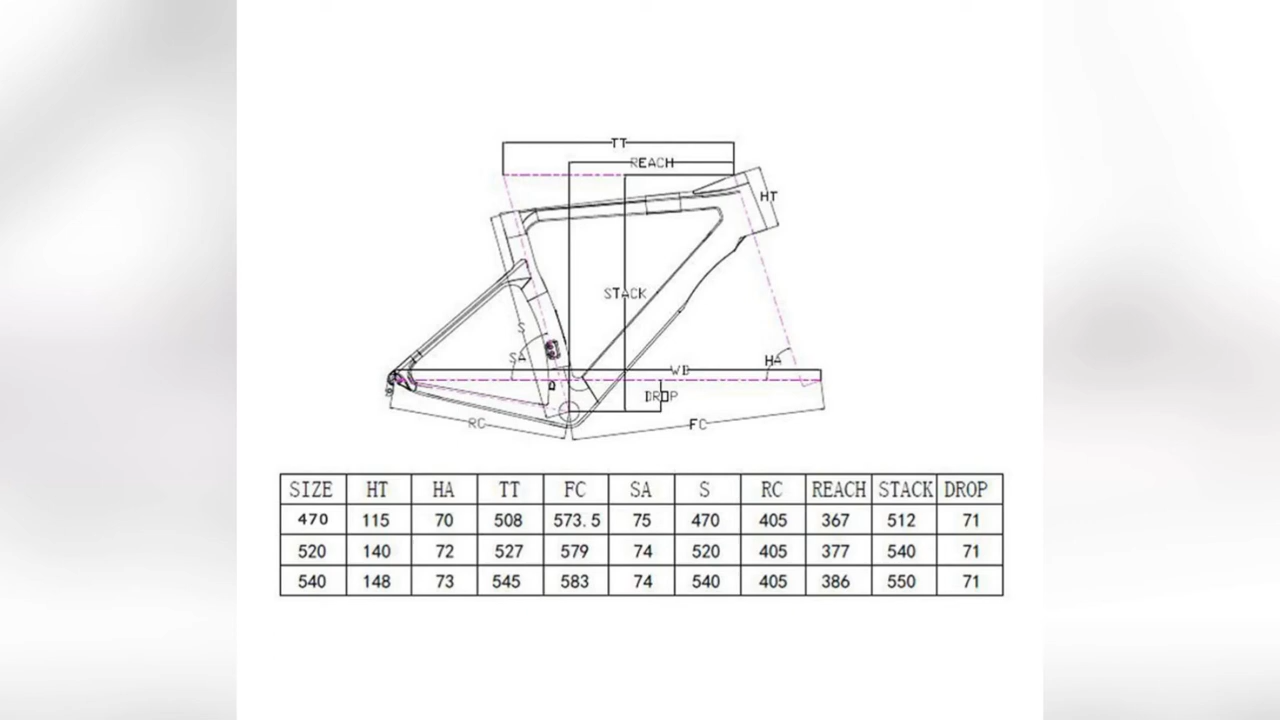 TT
REACH
HT
STACK
S
SA
HA
WB
DROP
RC
FC
SIZE HT HA TT FC SA S RC REACH STACK DROP
470 115 70 508 573.5 75 470 405 367 512 71
520 140 72 527 579 74 520 405 377 540 71
540 148 73 545 583 74 540 405 386 550 71